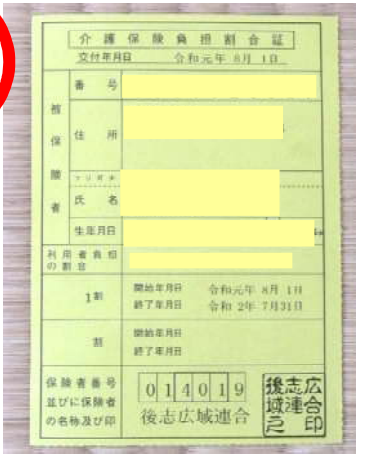 介護保険負担割合証
交付年月日 令和元年 8月 1日
被保険者
番号
住所
フリガナ
氏名
生年月日
利用者負担
の割合
1割
開始年月日 令和元年 8月 1日
終了年月日 令和 2年 7月31日
割
開始年月日
終了年月日
保険者番号
並びに保険者
の名称及び印
014019
後志広域連合
後志広
域連合
之印